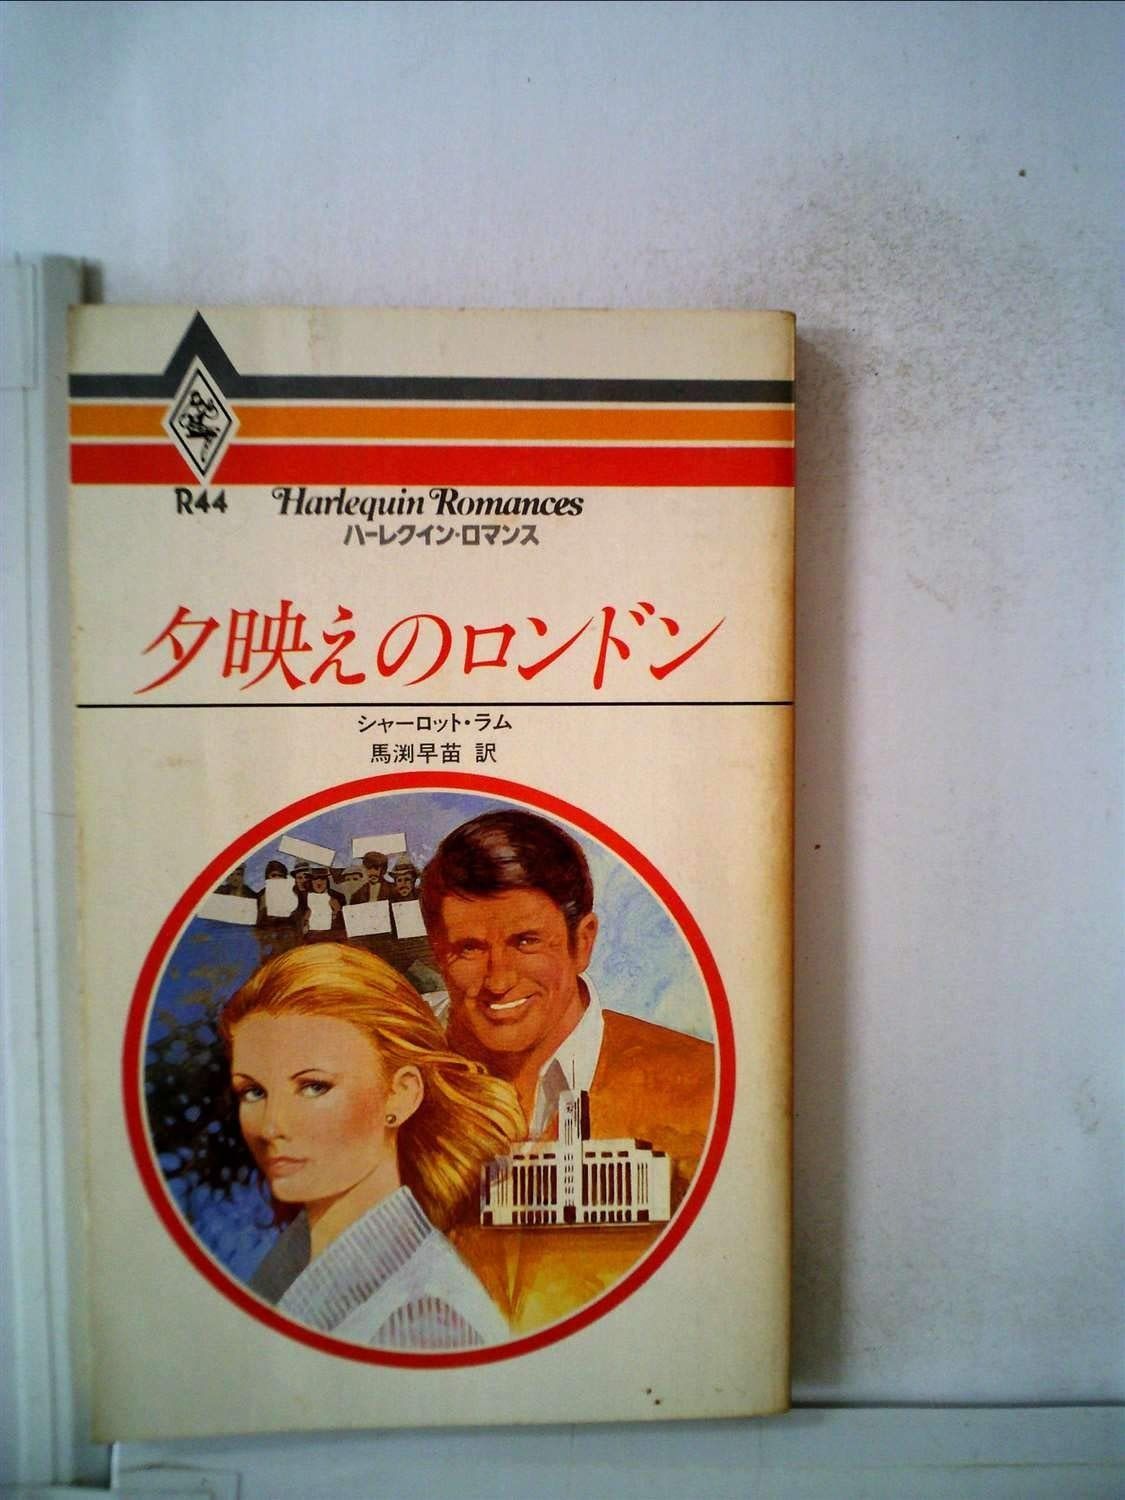 R44
Harlequin Romances
ハーレクイン・ロマンス
夕映えのロンドン
シャーロット・ラム
馬渕早苗 訳